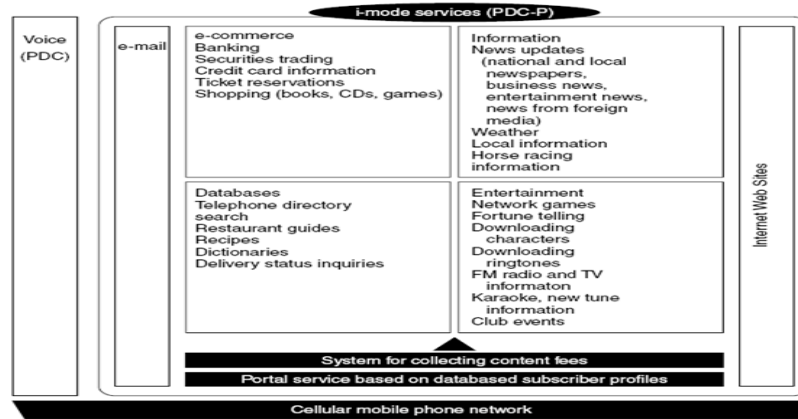 i-mode services (PDC-P)
Voice
(PDC)
e-mail
e-commerce
Banking
Securities trading
Credit card information
Ticket reservations
Shopping (books, CDs, games)
Information
News updates
(national and local
newspapers,
business news,
entertainment news,
news from foreign
media)
Weather
Local information
Horse racing
information
Databases
Telephone directory
search
Restaurant guides
Recipes
Dictionaries
Delivery status inquiries
Entertainment
Network games
Fortune telling
Downloading
characters
Downloading
ringtones
FM radio and TV
informaton
Karaoke, new tune
information
Club events
Internet Web Sites
System for collecting content fees
Portal service based on databased subscriber profiles
Cellular mobile phone network